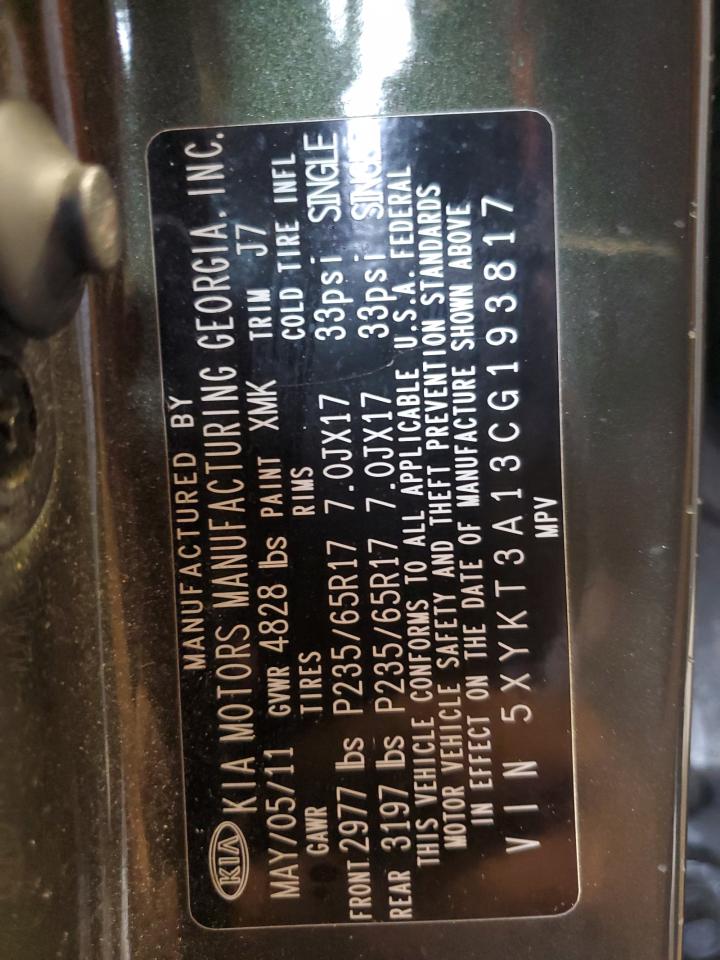 MANUFACTURED BY
KIA KIA MOTORS MANUFACTURING GEORGIA. INC.
MAY/05/11 GVWR 4828 lbs PAINT XMK TRIM J7
GAWR TIRES RIMS COLD TIRE INFL
FRONT 2977 lbs P235/65R17 7.0JX17 33psi SINGLE
REAR 3197 lbs P235/65R17 7.0JX17 33psi SINGLE
THIS VEHICLE CONFORMS TO ALL APPLICABLE U.S.A. FEDERAL
MOTOR VEHICLE SAFETY AND THEFT PREVENTION STANDARDS
IN EFFECT ON THE DATE OF MANUFACTURE SHOWN ABOVE
VIN 5XYKT3A13CG193817
MPV